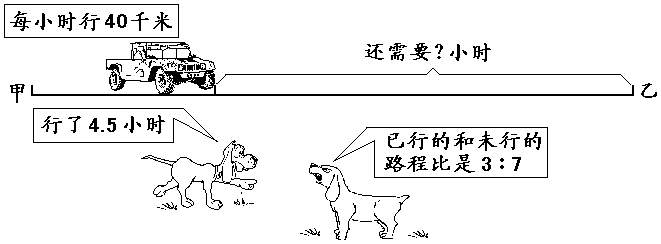 每小时行40千米
还需要?小时
甲
乙
行了4.5小时
已行的和未行的
路程比是3:7